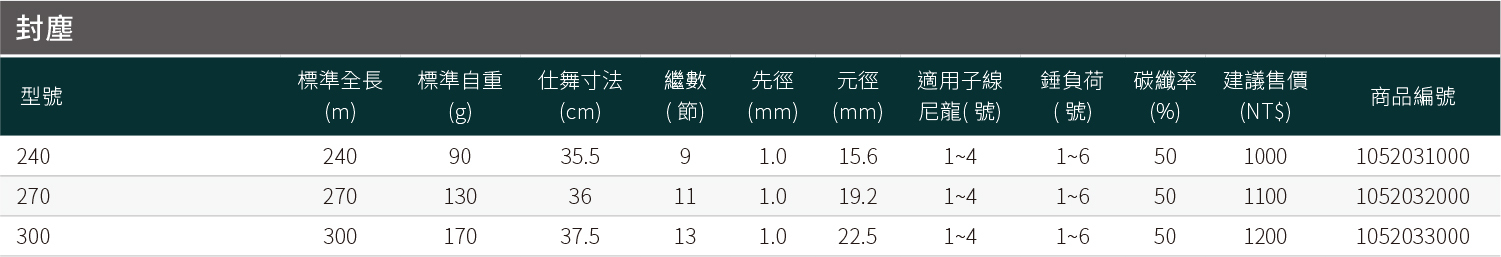 封塵
型號 標準全長(m) 標準自重(g) 仕舞寸法(cm) 繼數( 節) 先徑(mm) 元徑(mm) 適用子線尼龍( 號) 錘負荷( 號) 碳纖率(%) 建議售價(NT$) 商品編號
240 240 90 35.5 9 1.0 15.6 1~4 1~6 50 1000 1052031000
270 270 130 36 11 1.0 19.2 1~4 1~6 50 1100 1052032000
300 300 170 37.5 13 1.0 22.5 1~4 1~6 50 1200 1052033000